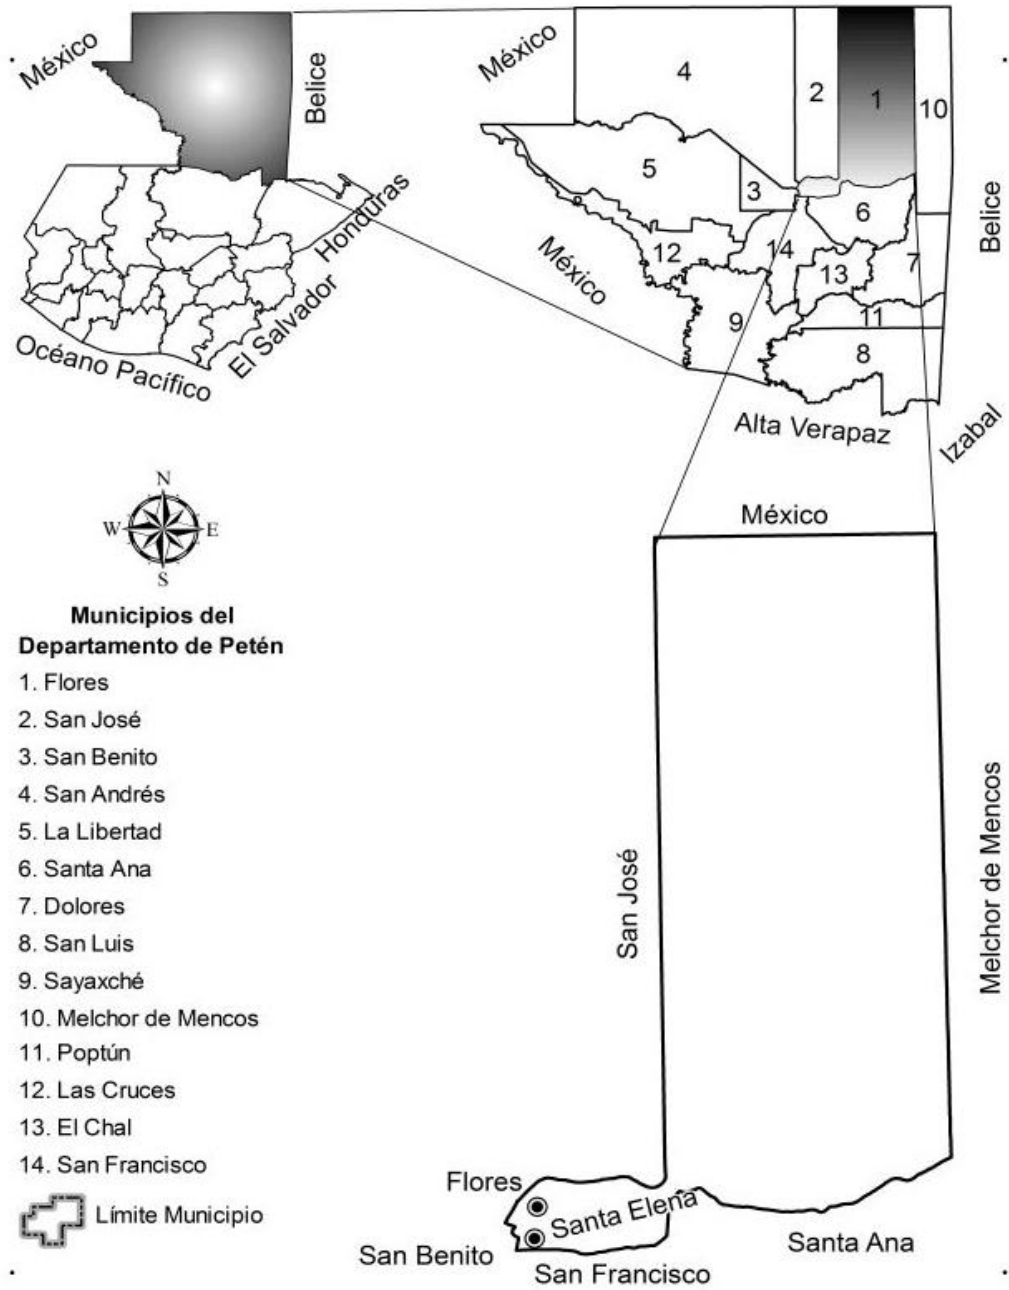 México
Belice
Honduras
El Salvador
Océano Pacífico
México
4
2
1
10
5
3
6
Belice
12
14
7
13
México
9
11
8
Alta Verapaz
Izabal
N
W
E
S
México
Municipios del
Departamento de Petén
1. Flores
2. San José
3. San Benito
4. San Andrés
5. La Libertad
6. Santa Ana
7. Dolores
8. San Luis
9. Sayaxché
10. Melchor de Mencos
11. Poptún
12. Las Cruces
13. El Chal
14. San Francisco
Límite Municipio
San José
Melchor de Mencos
Flores
Santa Elena
San Benito
San Francisco
Santa Ana